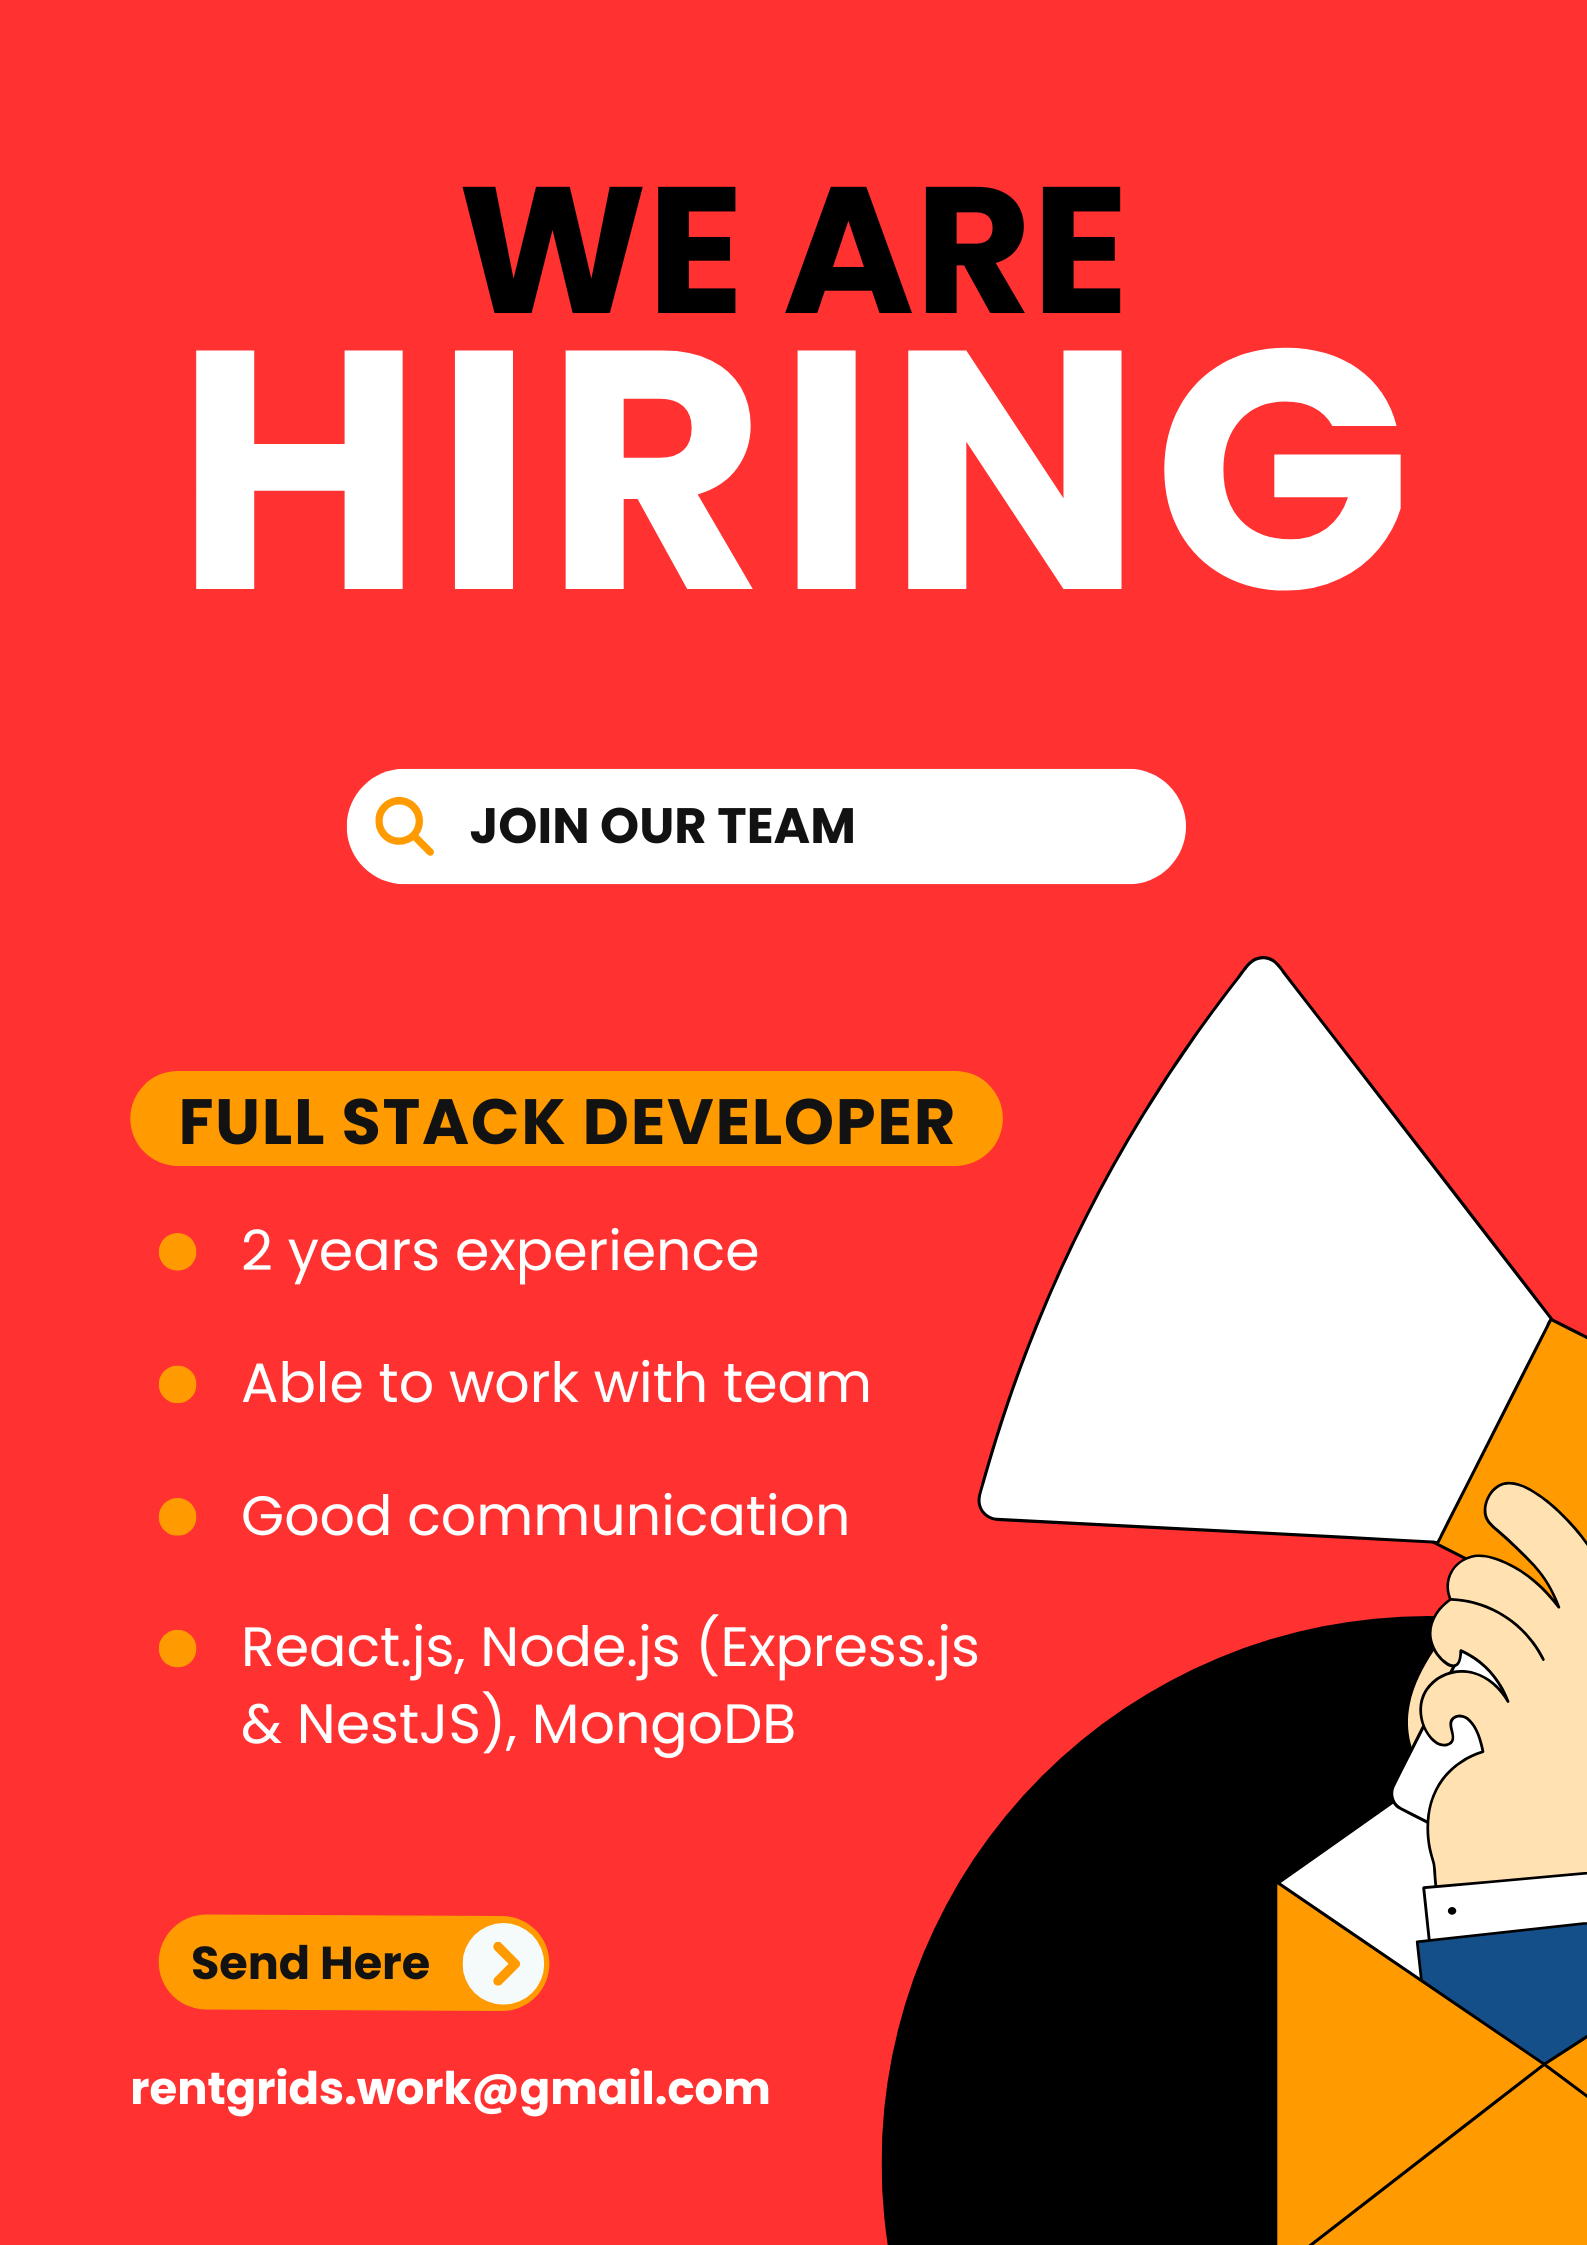 WE ARE
HIRING
JOIN OUR TEAM
FULL STACK DEVELOPER
2 years experience
Able to work with team
Good communication
React.js, Node.js (Express.js
& NestJS), MongoDB
Send Here
rentgrids.work@gmail.com